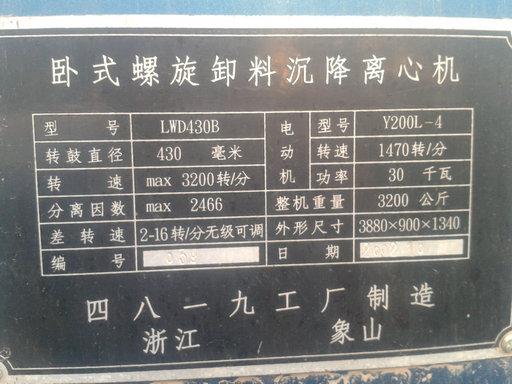 卧式螺旋卸料沉降离心机
型号 LWD430B 电动机 型号 Y200L-4
转鼓直径 430 毫米 转速 1470转/分
转速 max 3200转/分 功率 30 千瓦
分离因数 max 2466 整机重量 3200 公斤
差转速 2-16转/分无级可调 外形尺寸 3880×900×1340
编号 日期
四八一九工厂制造
浙江 象山